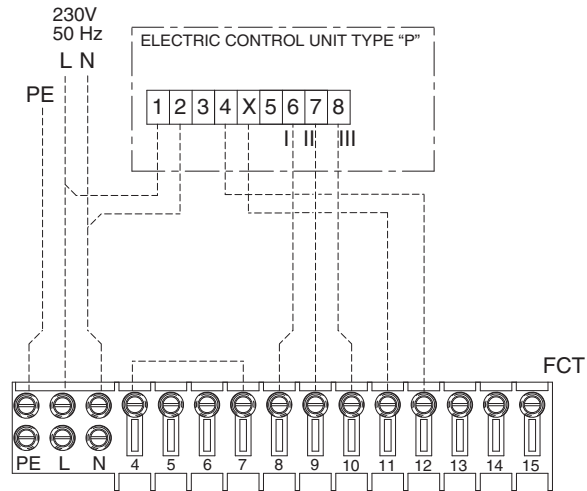 230V
50 Hz
L N
PE
ELECTRIC CONTROL UNIT TYPE “P”
1 2 3 4 X 5 6 7 8
I II III
FCT
PE L N 4 5 6 7 8 9 10 11 12 13 14 15